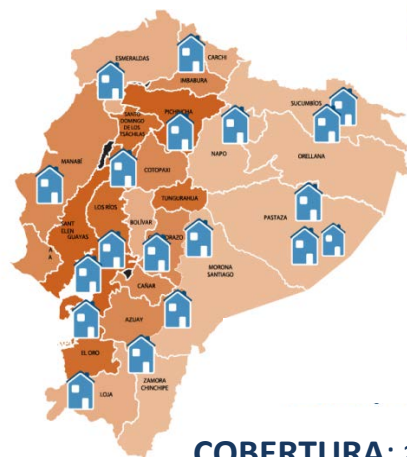 ESMERALDAS
CARCHI
IMBABURA
SANTO
DOMINGO
DE LOS
TSÁCHILAS
PICHINCHA
SUCUMBÍOS
NAPO
ORELLANA
MANABÍ
COTOPAXI
TUNGURAHUA
LOS RÍOS
BOLÍVAR
PASTAZA
GUAYAS
MORONA
SANTIAGO
CAÑAR
AZUAY
EL ORO
ZAMORA
CHINCHIPE
LOJA
COBERTURA: